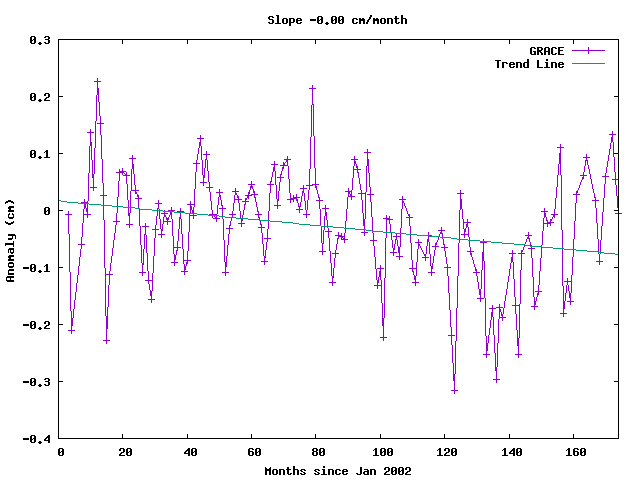 Slope -0.00 cm/month
GRACE
Trend Line
0.3
0.2
0.1
0
-0.1
-0.2
-0.3
-0.4
Anomaly (cm)
0 20 40 60 80 100 120 140 160
Months since Jan 2002